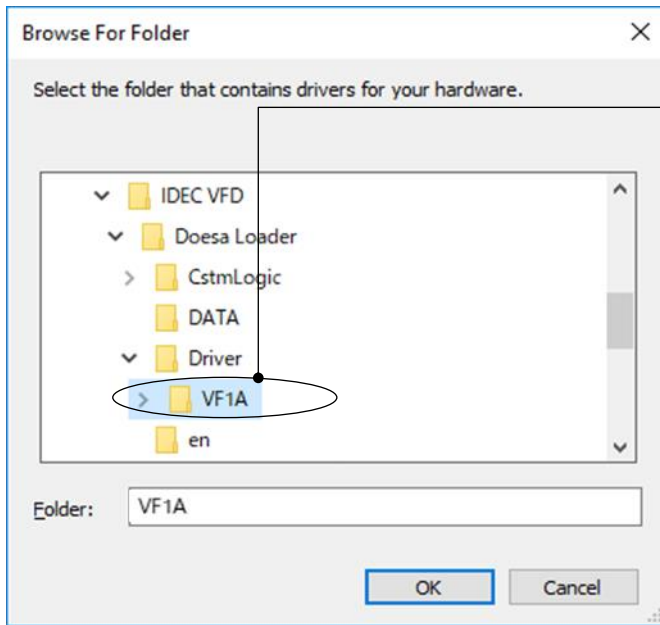 Browse For Folder
Select the folder that contains drivers for your hardware.
IDEC VFD
Doesa Loader
CstmLogic
DATA
Driver
VF1A
en
Folder: VF1A
OK Cancel